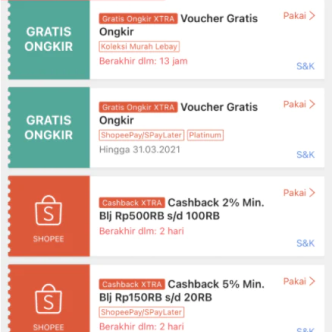 GRATIS
ONGKIR
Gratis Ongkir XTRA Voucher Gratis
Ongkir
Koleksi Murah Lebay
Berakhir dlm: 13 jam
Pakai >
S&K
GRATIS
ONGKIR
Gratis Ongkir XTRA Voucher Gratis
Ongkir
ShopeePay/SPayLater Platinum
Hingga 31.03.2021
Pakai >
S&K
S
SHOPEE
Cashback XTRA Cashback 2% Min.
Blj Rp500RB s/d 100RB
Berakhir dlm: 2 hari
Pakai >
S&K
S
SHOPEE
Cashback XTRA Cashback 5% Min.
Blj Rp150RB s/d 20RB
ShopeePay/SPayLater
Berakhir dlm: 2 hari
Pakai >
S&K